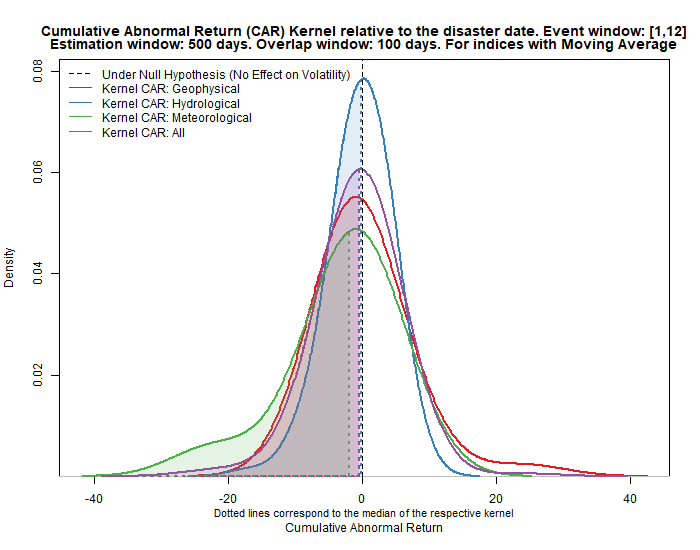 Cumulative Abnormal Return (CAR) Kernel relative to the disaster date. Event window: [1,12]
Estimation window: 500 days. Overlap window: 100 days. For indices with Moving Average
Under Null Hypothesis (No Effect on Volatility)
Kernel CAR: Geophysical
Kernel CAR: Hydrological
Kernel CAR: Meteorological
Kernel CAR: All
Density
0.08
0.06
0.04
0.02
-40 -20 0 20 40
Dotted lines correspond to the median of the respective kernel
Cumulative Abnormal Return